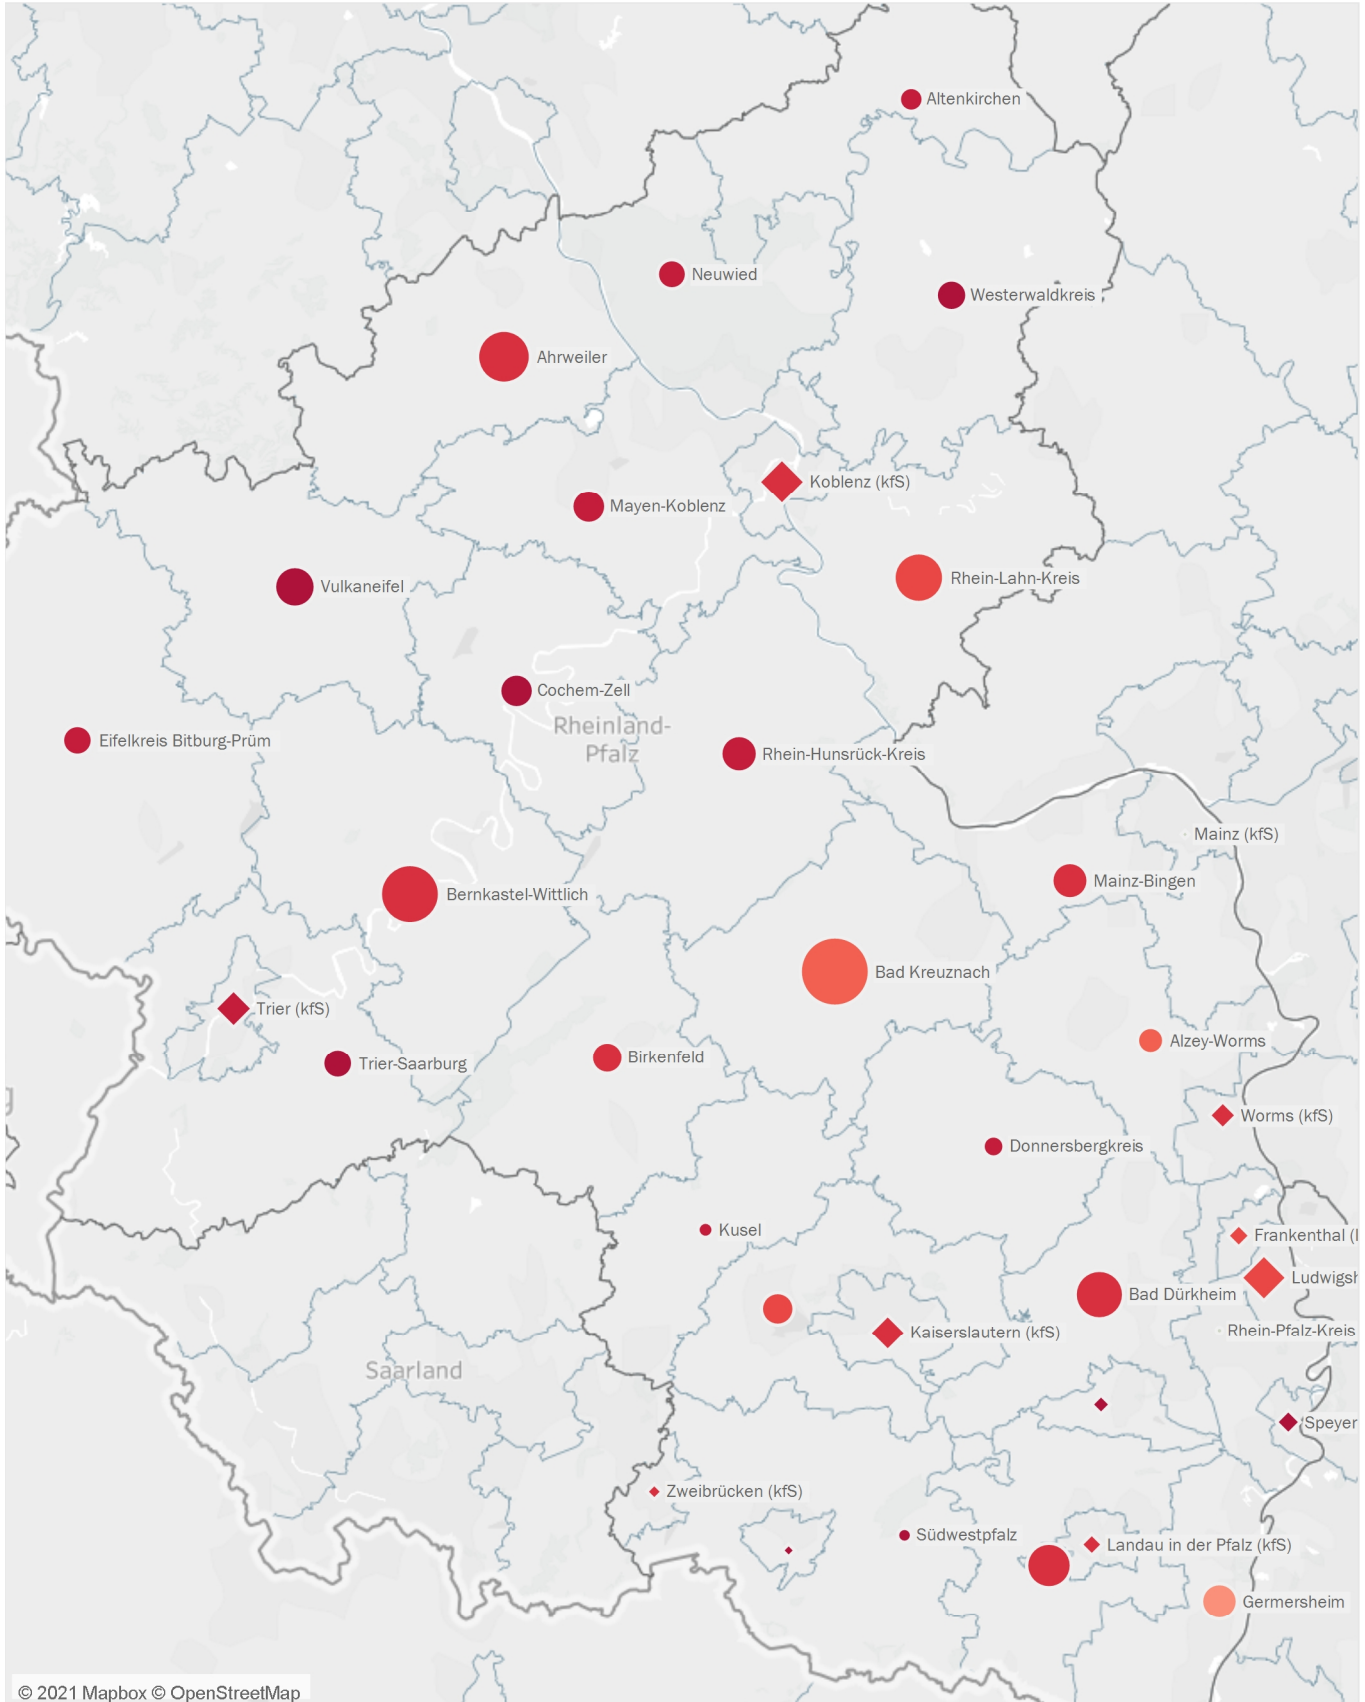 Altenkirchen
Neuwied
Westerwaldkreis
Ahrweiler
Koblenz (kfS)
Mayen-Koblenz
Rhein-Lahn-Kreis
Vulkaneifel
Cochem-Zell
Rheinland-
Pfalz
Eifelkreis Bitburg-Prüm
Rhein-Hunsrück-Kreis
Mainz (kfS)
Mainz-Bingen
Bernkastel-Wittlich
Bad Kreuznach
Trier (kfS)
Alzey-Worms
Birkenfeld
Trier-Saarburg
g
Worms (kfS)
Donnersbergkreis
Kusel
Frankenthal (
Ludwigsh
Bad Dürkheim
Rhein-Pfalz-Kreis
Kaiserslautern (kfS)
Saarland
Speyer
Zweibrücken (kfS)
Südwestpfalz
Landau in der Pfalz (kfS)
Germersheim
© 2021 Mapbox © OpenStreetMap